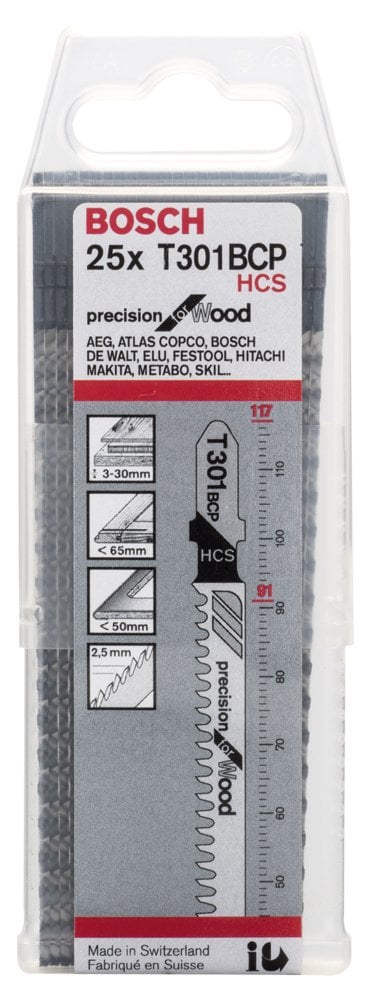 BOSCH
25x T301BCP
HCS
precision for Wood
AEG, ATLAS COPCO, BOSCH
DE WALT, ELU, FESTOOL, HITACHI
MAKITA, METABO, SKIL...
3-30mm
< 65mm
< 50mm
2,5 mm
T301BCP
HCS
precision for Wood
117
110
100
91
90
80
70
60
50
Made in Switzerland
Fabriqué en Suisse